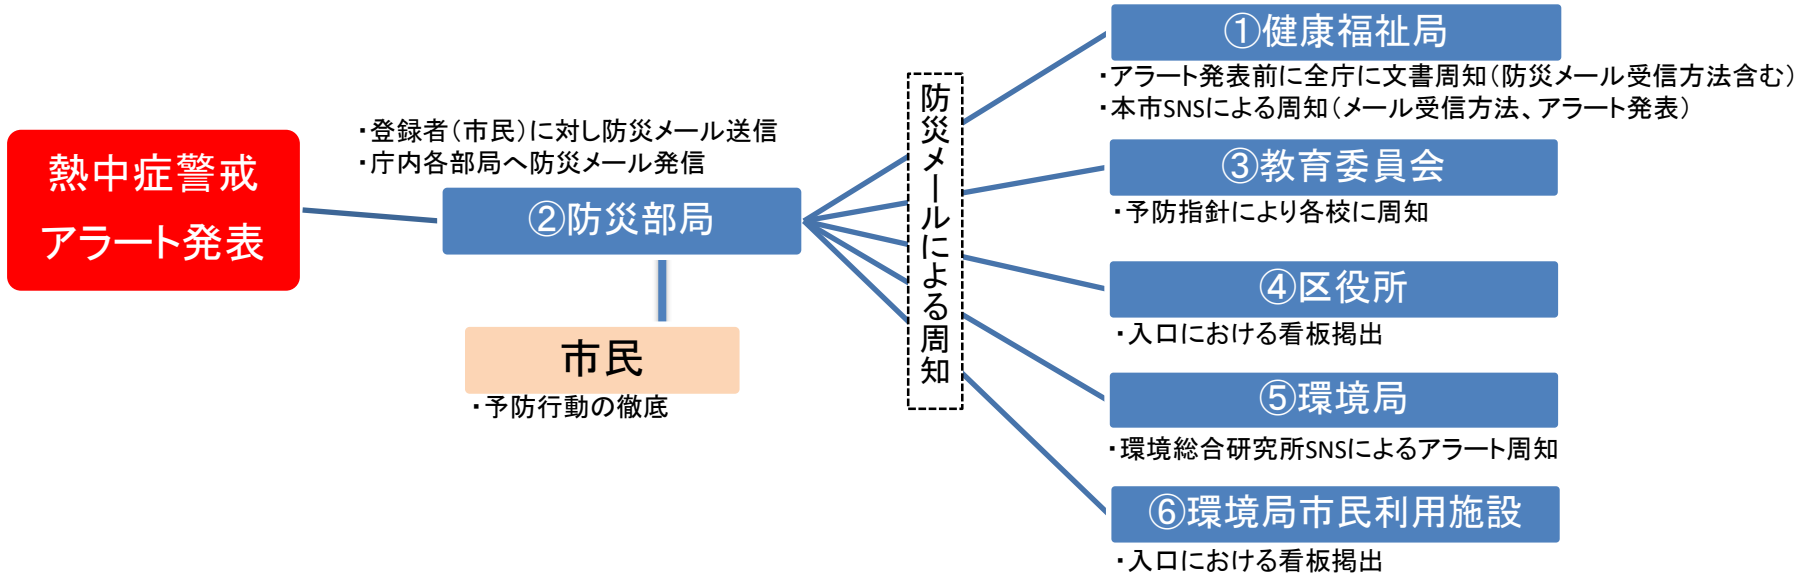 熱中症警戒
アラート発表
・登録者（市民）に対し防災メール送信
・庁内各部局へ防災メール発信
②防災部局
市民
・予防行動の徹底
防災メールによる周知
①健康福祉局
・アラート発表前に全庁に文書周知（防災メール受信方法含む）
・本市SNSによる周知（メール受信方法、アラート発表）
③教育委員会
・予防指針により各校に周知
④区役所
・入口における看板掲出
⑤環境局
・環境総合研究所SNSによるアラート周知
⑥環境局市民利用施設
・入口における看板掲出